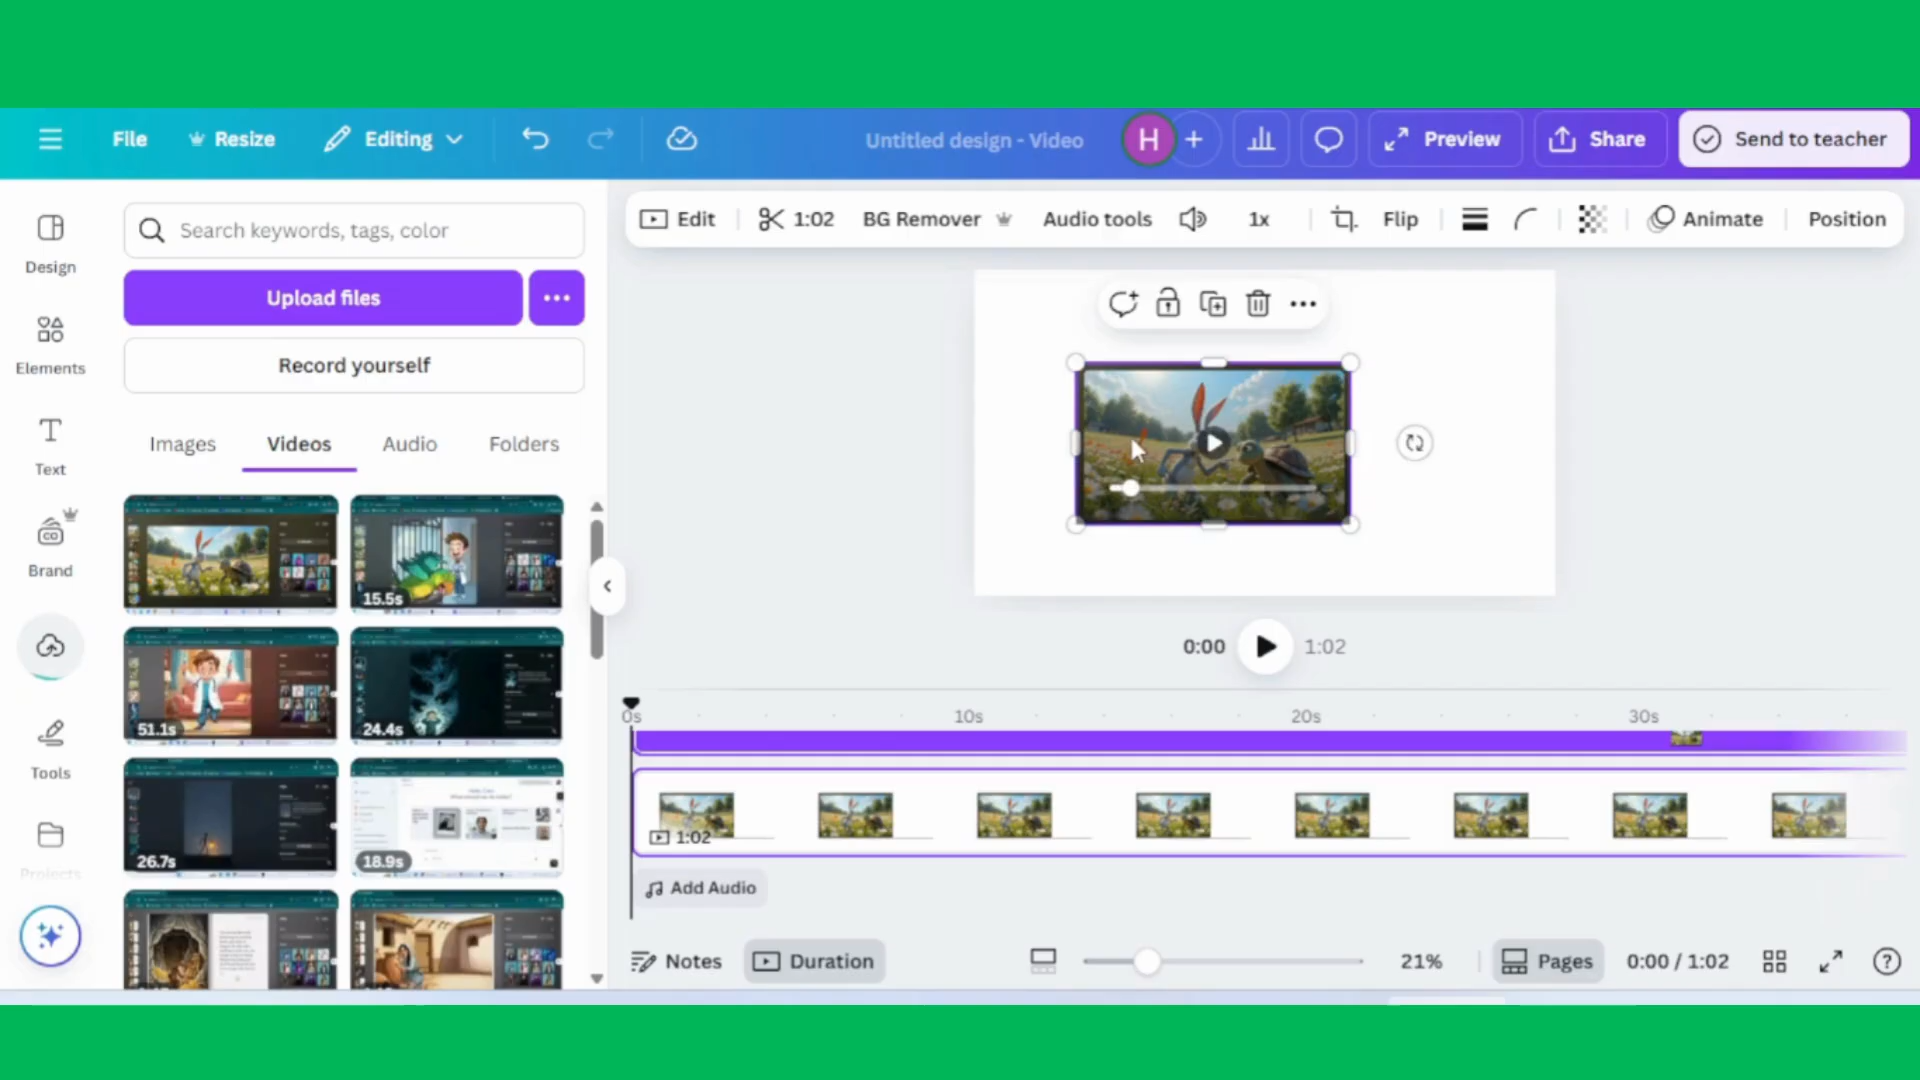 File
Resize
Editing
Untitled design - Video
H
Preview
Share
Send to teacher
Design
Elements
Text
Brand
Tools
Projects
Search keywords, tags, color
Upload files
Record yourself
Images
Videos
Audio
Folders
15.5s
51.1s
24.4s
26.7s
18.9s
Edit
1:02
BG Remover
Audio tools
1x
Flip
Animate
Position
0:00
1:02
0s
10s
20s
30s
1:02
Add Audio
Notes
Duration
21%
Pages
0:00 / 1:02